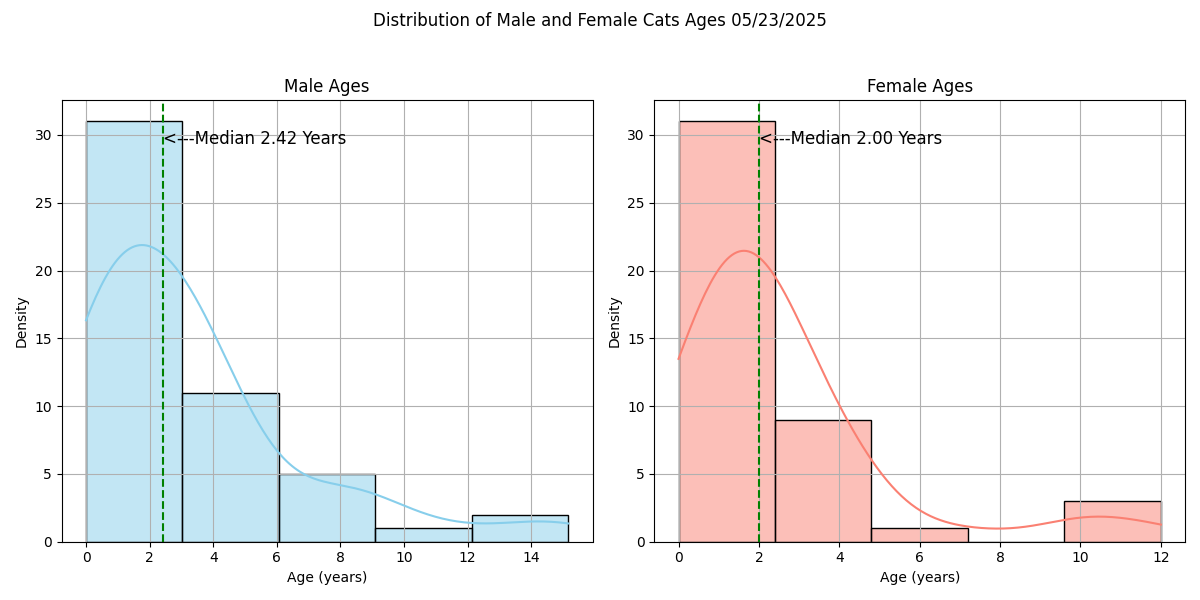 Distribution of Male and Female Cats Ages 05/23/2025
Male Ages
30
25
20
15
10
5
0
Density
<---Median 2.42 Years
0 2 4 6 8 10 12 14
Age (years)
Female Ages
30
25
20
15
10
5
0
Density
<---Median 2.00 Years
0 2 4 6 8 10 12
Age (years)